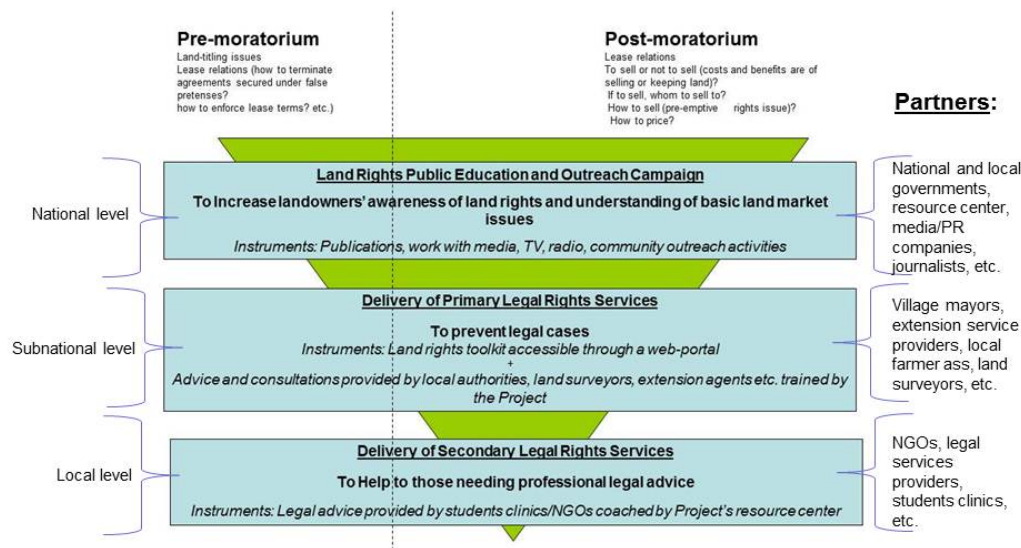 Pre-moratorium
Land-titling issues
Lease relations (how to terminate
agreements secured under false
pretenses?
how to enforce lease terms? etc.)
Post-moratorium
Lease relations
To sell or not to sell (costs and benefits are of
selling or keeping land)?
If to sell, whom to sell to?
How to sell (pre-emptive rights issue)?
How to price?
Partners:
National level
Land Rights Public Education and Outreach Campaign
To Increase landowners' awareness of land rights and understanding of basic land market
issues
Instruments: Publications, work with media, TV, radio, community outreach activities
National and local
governments,
resource center,
media/PR
companies,
journalists, etc.
Subnational level
Delivery of Primary Legal Rights Services
To prevent legal cases
Instruments: Land rights toolkit accessible through a web-portal
+
Advice and consultations provided by local authorities, land surveyors, extension agents etc. trained by
the Project
Village mayors,
extension service
providers, local
farmer ass, land
surveyors, etc.
Local level
Delivery of Secondary Legal Rights Services
To Help to those needing professional legal advice
Instruments: Legal advice provided by students clinics/NGOs coached by Project's resource center
NGOs, legal
services
providers,
students clinics,
etc.